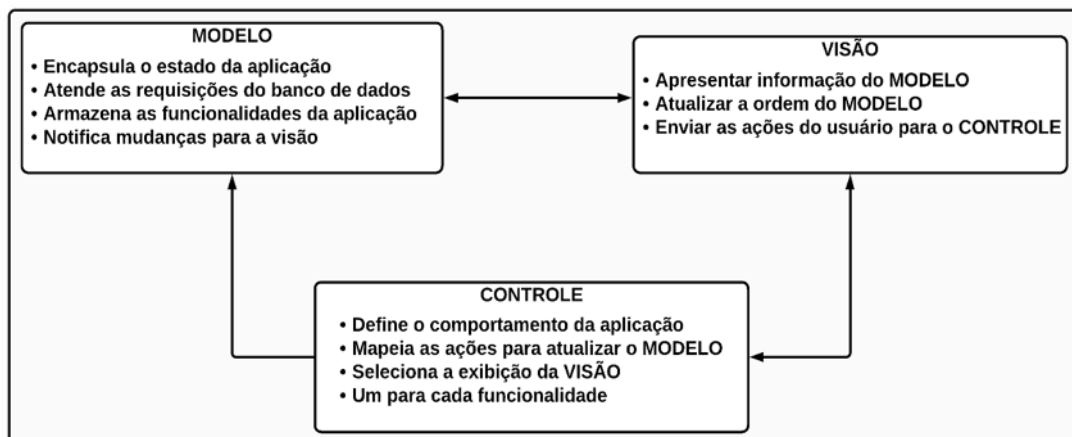 MODELO
• Encapsula o estado da aplicação
• Atende as requisições do banco de dados
• Armazena as funcionalidades da aplicação
• Notifica mudanças para a visão
VISÃO
• Apresentar informação do MODELO
• Atualizar a ordem do MODELO
• Enviar as ações do usuário para o CONTROLE
CONTROLE
• Define o comportamento da aplicação
• Mapeia as ações para atualizar o MODELO
• Seleciona a exibição da VISÃO
• Um para cada funcionalidade